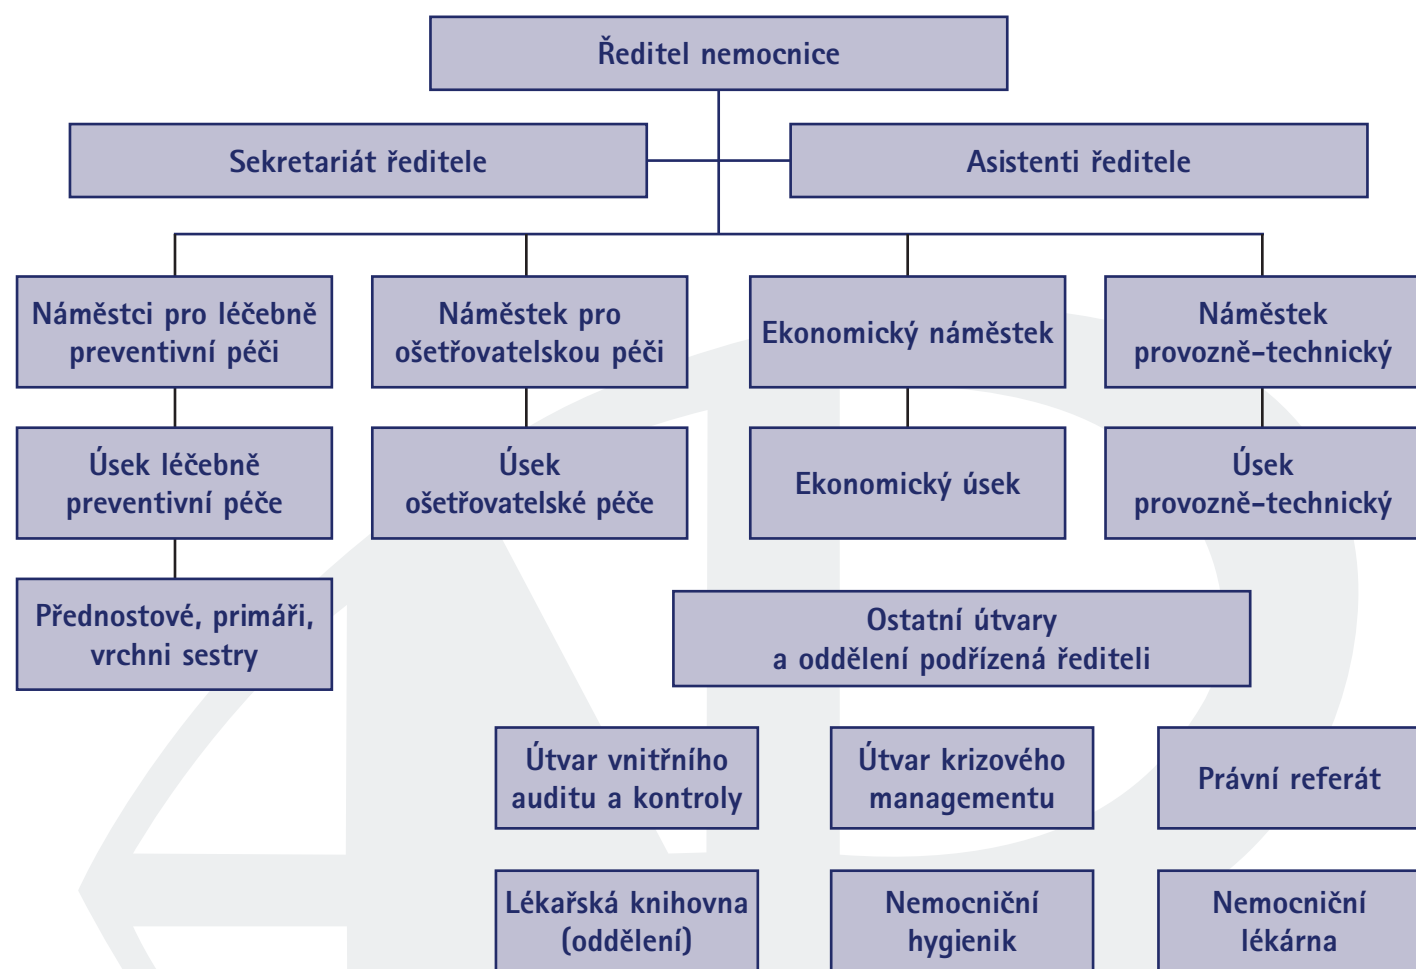 Ředitel nemocnice
Sekretariát ředitele
Asistenti ředitele
Náměstci pro léčebně
preventivní péči
Náměstek pro
ošetřovatelskou péči
Ekonomický náměstek
Náměstek
provozně-technický
Úsek léčebně
preventivní péče
Úsek
ošetřovatelské péče
Ekonomický úsek
Úsek
provozně-technický
Přednostové, primáři,
vrchni sestry
Ostatní útvary
a oddělení podřízená řediteli
Útvar vnitřního
auditu a kontroly
Útvar krizového
managementu
Právní referát
Lékařská knihovna
(oddělení)
Nemocniční
hygienik
Nemocniční
lékárna